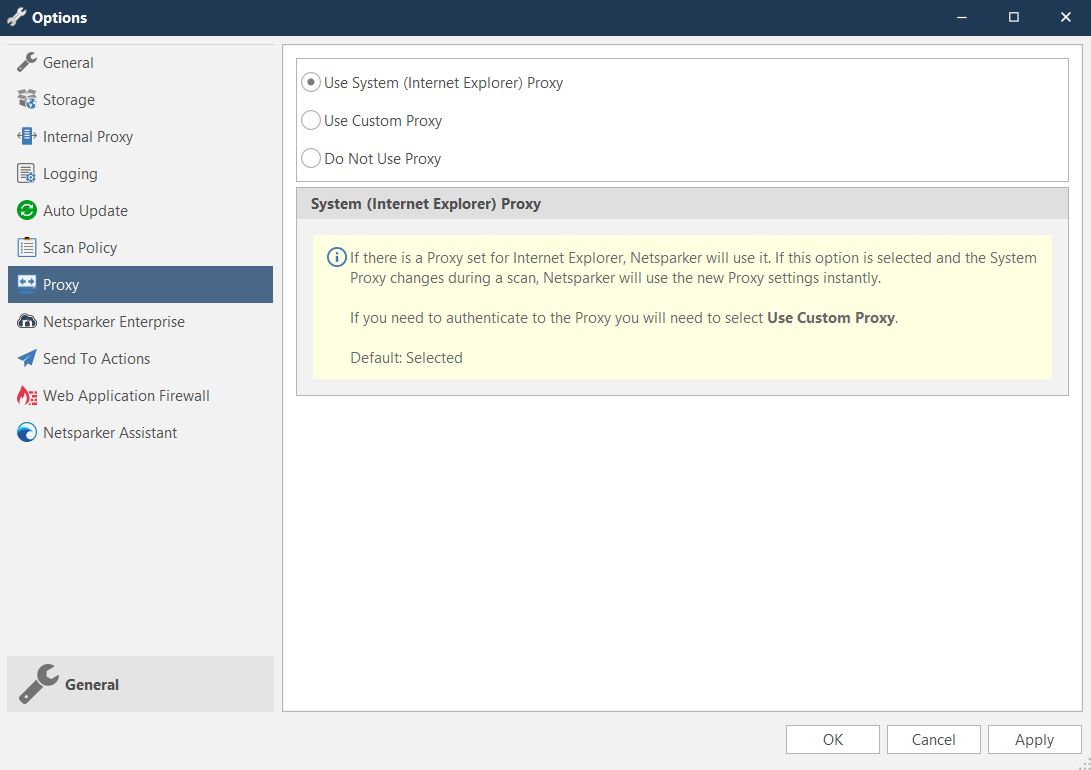 Options
General
Storage
Internal Proxy
Logging
Auto Update
Scan Policy
Proxy
Netsparker Enterprise
Send To Actions
Web Application Firewall
Netsparker Assistant
General
Use System (Internet Explorer) Proxy
Use Custom Proxy
Do Not Use Proxy
System (Internet Explorer) Proxy
If there is a Proxy set for Internet Explorer, Netsparker will use it. If this option is selected and the System
Proxy changes during a scan, Netsparker will use the new Proxy settings instantly.
If you need to authenticate to the Proxy you will need to select Use Custom Proxy.
Default: Selected
OK
Cancel
Apply